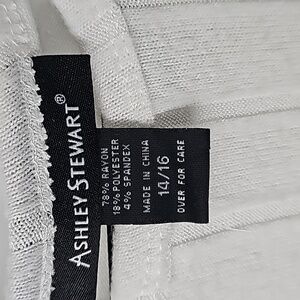 ASHLEY STEWART®
78% RAYON
18% POLYESTER
4% SPANDEX
MADE IN CHINA
14/16
OVER FOR CARE